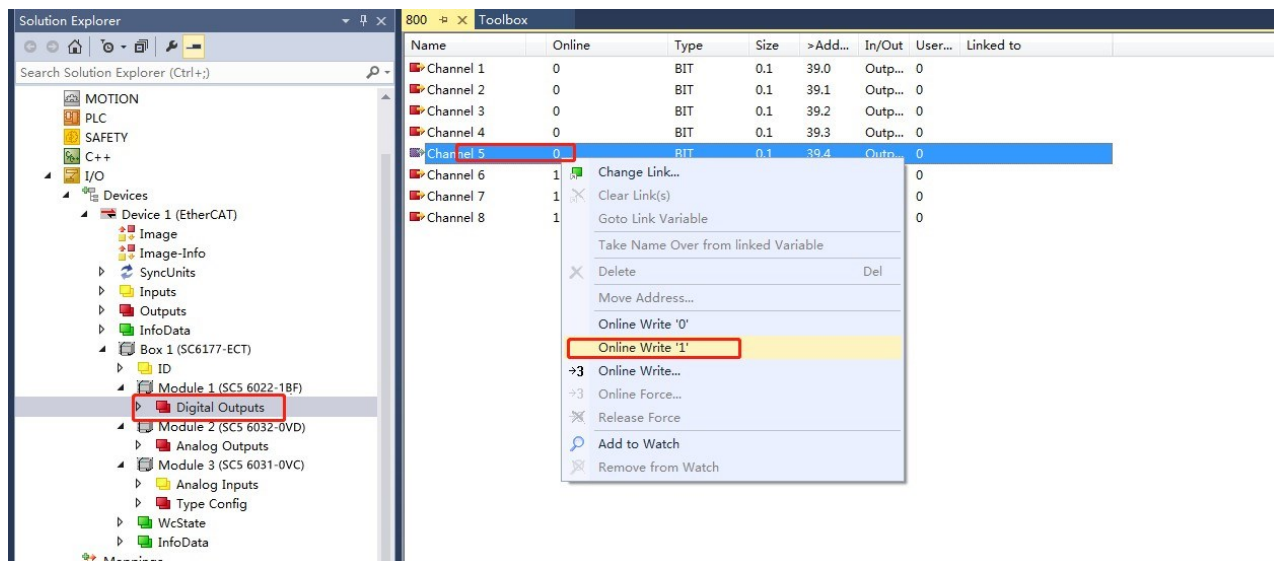 Solution Explorer
Search Solution Explorer (Ctrl+;)
MOTION
PLC
SAFETY
C++
I/O
Devices
Device 1 (EtherCAT)
Image
Image-Info
SyncUnits
Inputs
Outputs
InfoData
Box 1 (SC6177-ECT)
ID
Module 1 (SC5 6022-1BF)
Digital Outputs
Module 2 (SC5 6032-0VD)
Analog Outputs
Module 3 (SC5 6031-0VC)
Analog Inputs
Type Config
WcState
InfoData
Mappings
800 Toolbox
Name Online Type Size >Add... In/Out User... Linked to
Channel 1 0 BIT 0.1 39.0 Outp... 0
Channel 2 0 BIT 0.1 39.1 Outp... 0
Channel 3 0 BIT 0.1 39.2 Outp... 0
Channel 4 0 BIT 0.1 39.3 Outp... 0
Channel 5 0 BIT 0.1 39.4 Outp... 0
Channel 6 1 0
Channel 7 1 0
Channel 8 1 0
Change Link...
Clear Link(s)
Goto Link Variable
Take Name Over from linked Variable
Delete Del
Move Address...
Online Write '0'
Online Write '1'
→3 Online Write...
→3 Online Force...
Release Force
Add to Watch
Remove from Watch